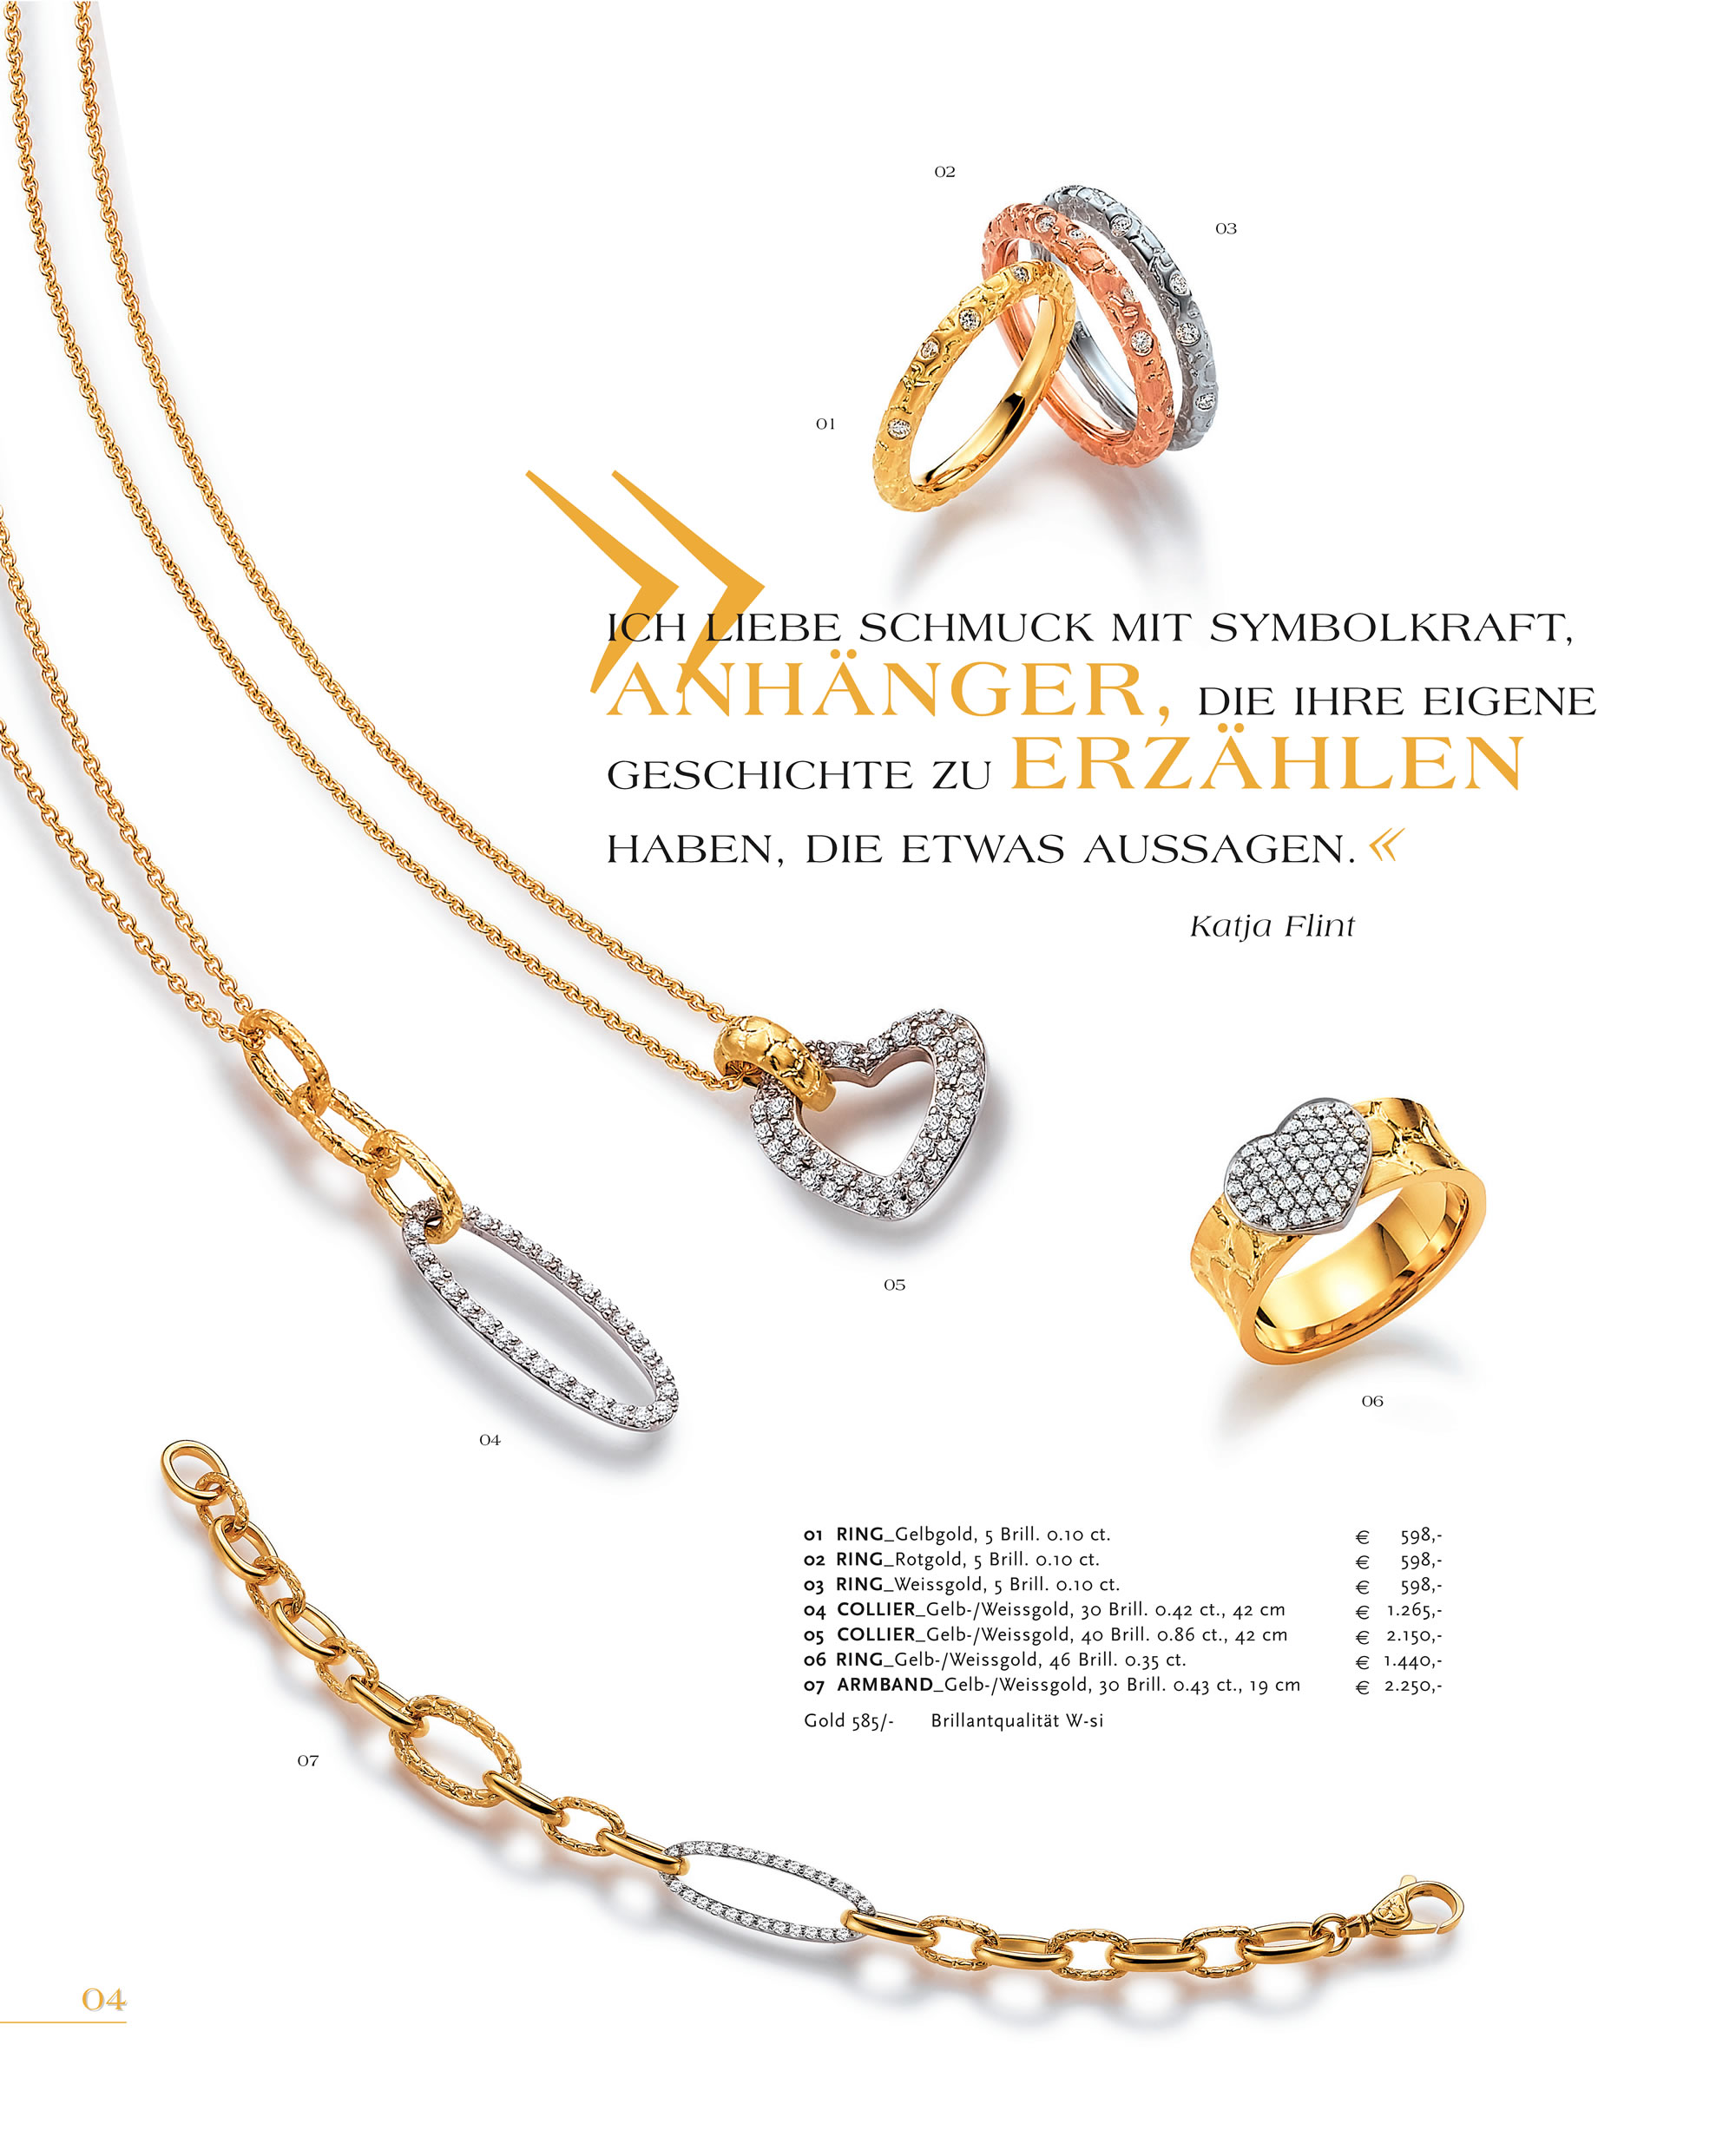 02
03
01
»
ICH LIEBE SCHMUCK MIT SYMBOLKRAFT,
ANHÄNGER, DIE IHRE EIGENE
GESCHICHTE ZU ERZÄHLEN
HABEN, DIE ETWAS AUSSAGEN. «
Katja Flint
05
06
04
01 RING_Gelbgold, 5 Brill. 0.10 ct. € 598,-
02 RING_Rotgold, 5 Brill. 0.10 ct. € 598,-
03 RING_Weissgold, 5 Brill. 0.10 ct. € 598,-
04 COLLIER_Gelb-/Weissgold, 30 Brill. 0.42 ct., 42 cm € 1.265,-
05 COLLIER_Gelb-/Weissgold, 40 Brill. 0.86 ct., 42 cm € 2.150,-
06 RING_Gelb-/Weissgold, 46 Brill. 0.35 ct. € 1.440,-
07 ARMBAND_Gelb-/Weissgold, 30 Brill. 0.43 ct., 19 cm € 2.250,-
Gold 585/- Brillantqualität W-si
07
04